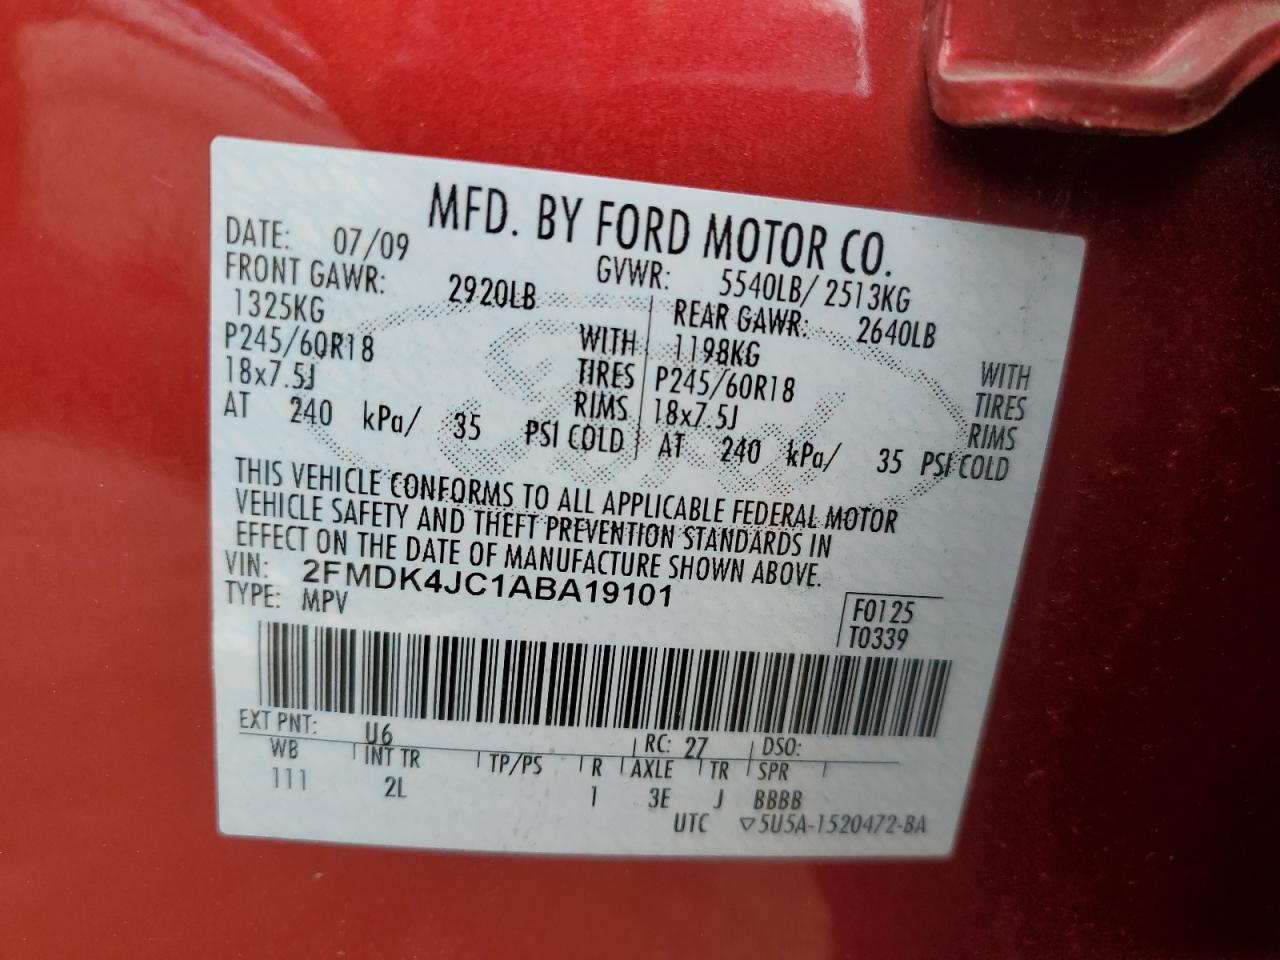 MFD. BY FORD MOTOR CO.
DATE: 07/09 GVWR: 5540LB/ 2513KG
FRONT GAWR: 2920LB REAR GAWR: 2640LB
1325KG WITH 1198KG WITH
P245/60R18 TIRES P245/60R18 TIRES
18x7.5J RIMS 18x7.5J RIMS
AT 240 kPa/ 35 PSI COLD AT 240 kPa/ 35 PSI COLD
THIS VEHICLE CONFORMS TO ALL APPLICABLE FEDERAL MOTOR
VEHICLE SAFETY AND THEFT PREVENTION STANDARDS IN
EFFECT ON THE DATE OF MANUFACTURE SHOWN ABOVE.
VIN: 2FMDK4JC1ABA19101
TYPE: MPV
F0125
T0339
EXT PNT: U6 RC: 27 DSO:
WB INT TR TP/PS R AXLE TR SPR
111 2L 1 3E J BBBB
UTC ▽5U5A-1520472-BA
Ford